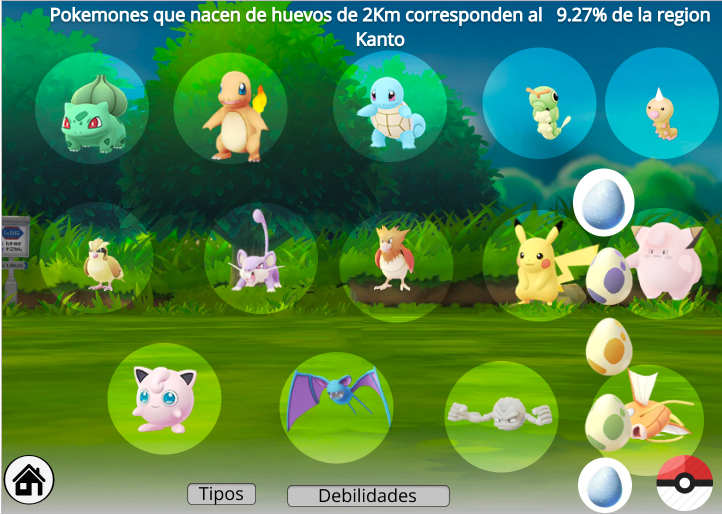 Pokemones que nacen de huevos de 2Km corresponden al 9.27% de la region
Kanto
Tipos
Debilidades